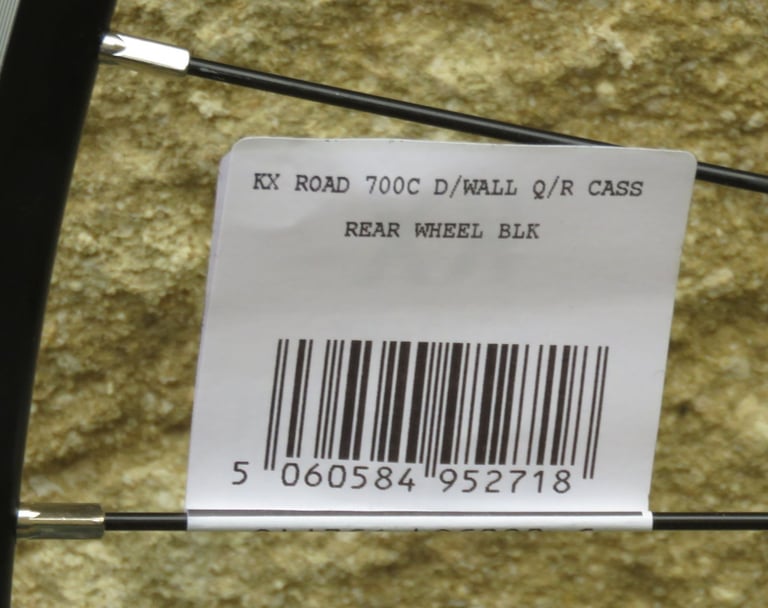 KX ROAD 700C D/WALL Q/R CASS
REAR WHEEL BLK
5 060584 952718